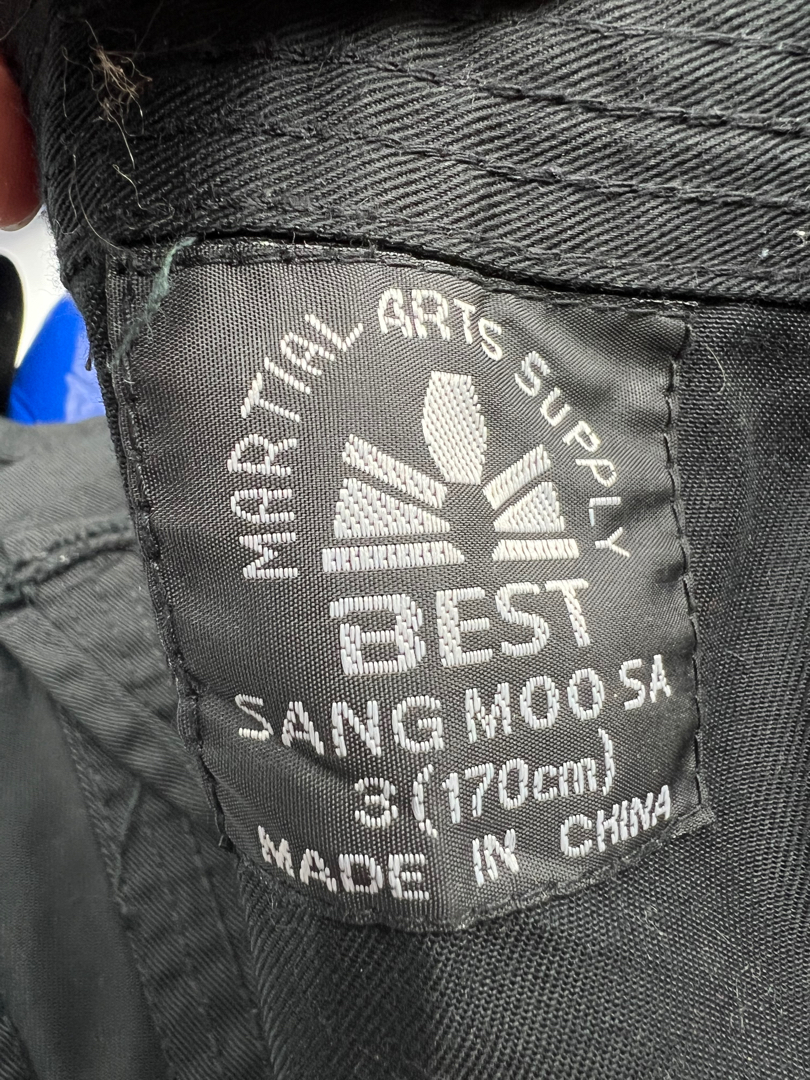 MARTIAL ARTS SUPPLY
BEST
SANG MOO SA
3 (170cm)
MADE IN CHINA